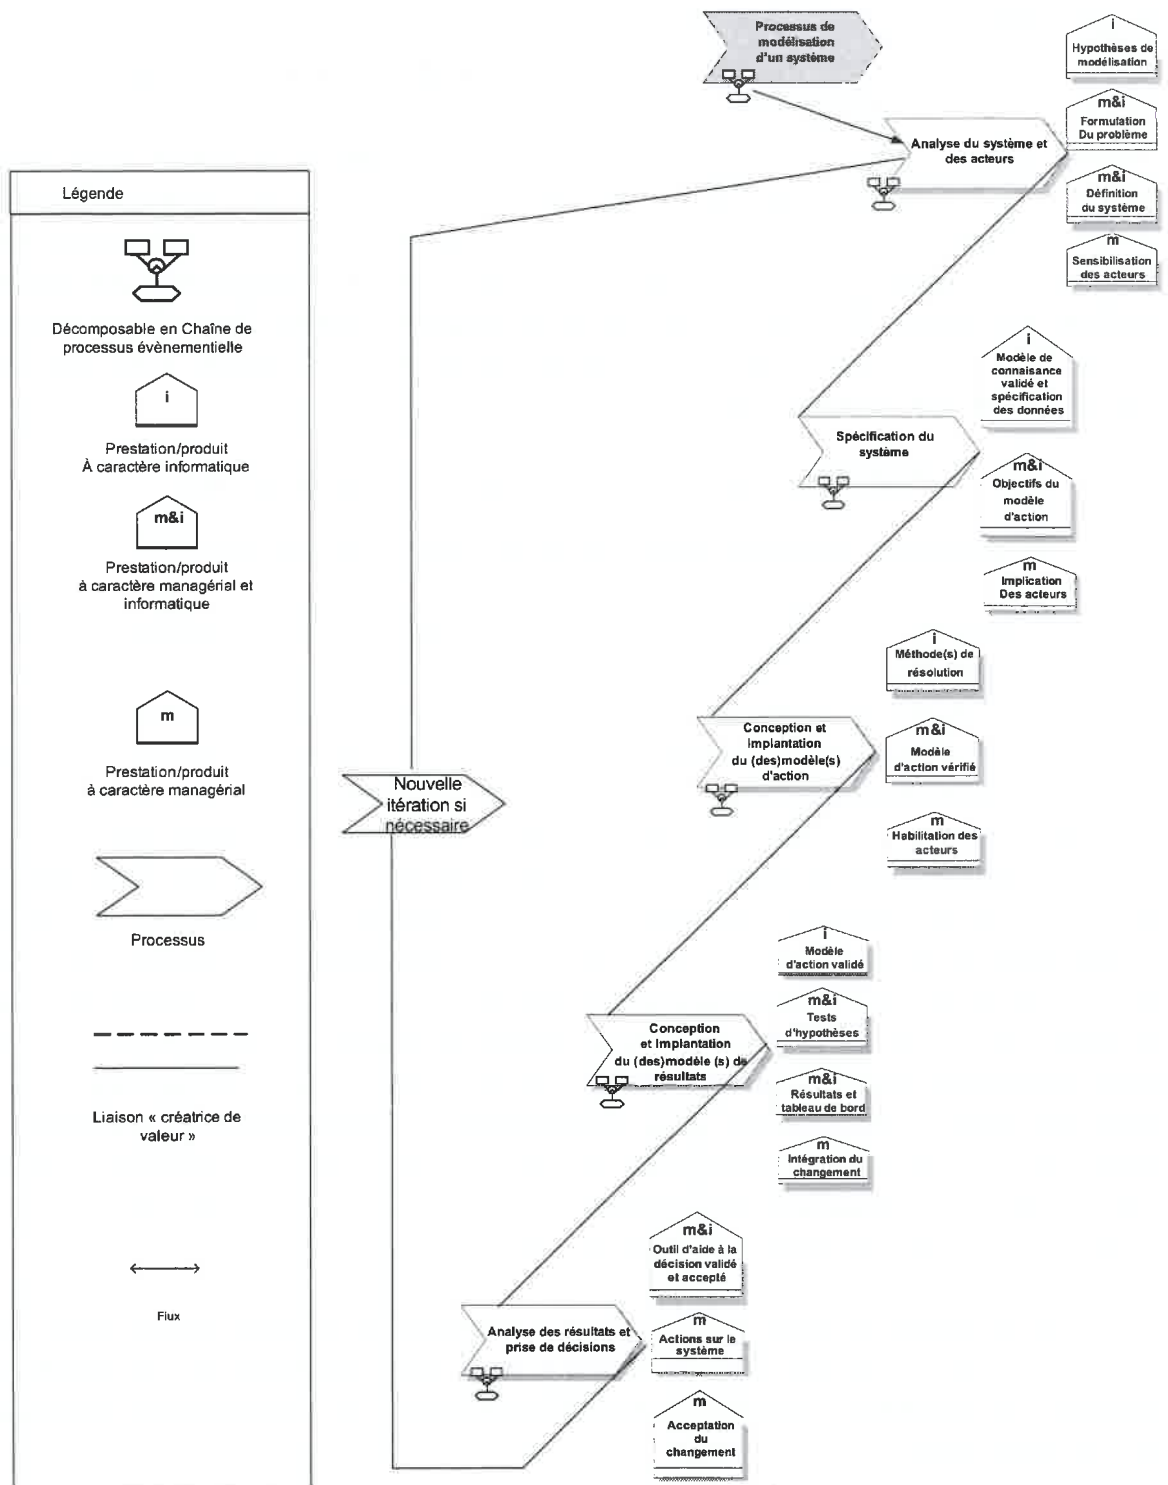 Processus de
modélisation
d'un système
i
Hypothèses de
modélisation
m&i
Formulation
Du problème
Analyse du système et
des acteurs
m&i
Définition
du système
m
Sensibilisation
des acteurs
Légende
Décomposable en Chaîne de
processus évènementielle
i
Prestation/produit
À caractère informatique
m&i
Prestation/produit
à caractère managérial et
informatique
m
Prestation/produit
à caractère managérial
Processus
Liaison « créatrice de
valeur »
Flux
i
Modèle de
connaisance
validé et
spécification
des données
Spécification du
système
m&i
Objectifs du
modèle
d'action
m
Implication
Des acteurs
i
Méthode(s) de
résolution
Conception et
Implantation
du (des)modèle(s)
d'action
m&i
Modèle
d'action vérifié
m
Habilitation des
acteurs
Nouvelle
itération si
nécessaire
i
Modèle
d'action validé
m&i
Tests
d'hypothèses
Conception
et Implantation
du (des)modèle (s) de
résultats
m&i
Résultats et
tableau de bord
m
Intégration du
changement
m&i
Outil d'aide à la
décision validé
et accepté
Analyse des résultats et
prise de décisions
m
Actions sur le
système
m
Acceptation
du
changement